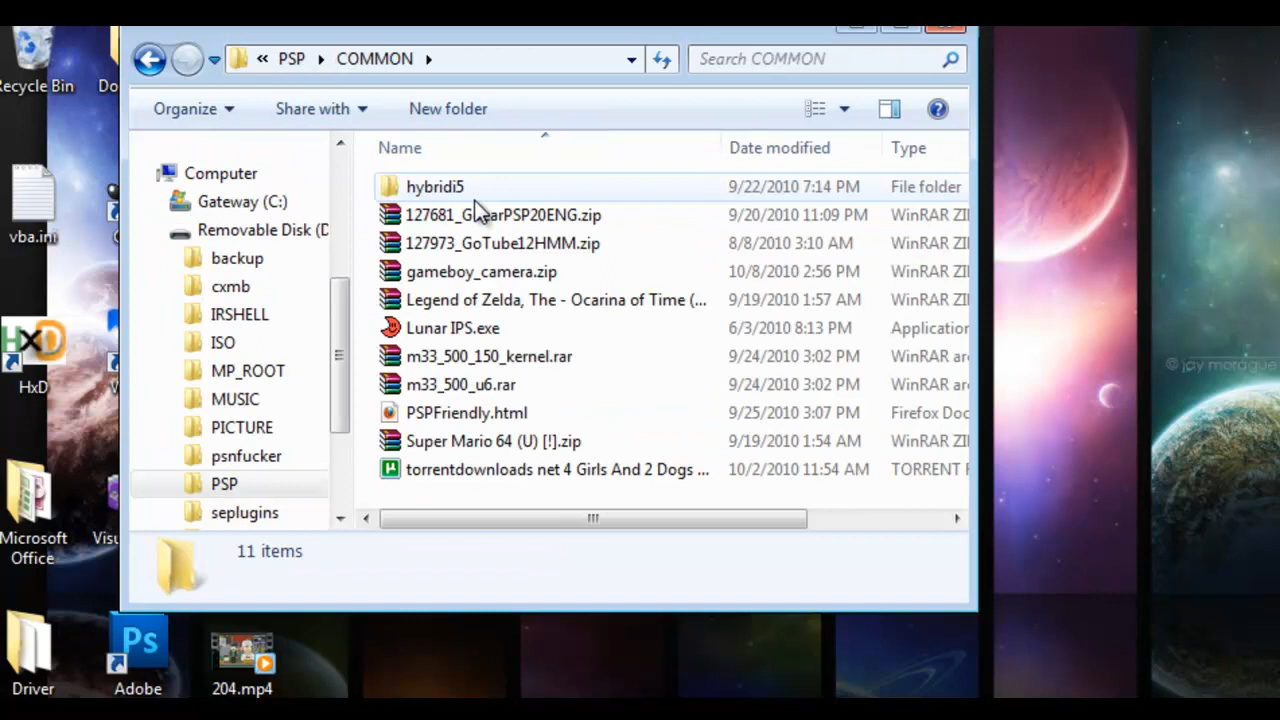 Recycle Bin
Do
vba.ini
HxD
Microsoft
Office
Visu
Driver
Adobe
204.mp4
Ps
« PSP ▸ COMMON ▸
Search COMMON
Organize
Share with
New folder
Computer
Gateway (C:)
Removable Disk (D
backup
cxmb
IRSHELL
ISO
MP_ROOT
MUSIC
PICTURE
psnfucker
PSP
seplugins
Name Date modified Type
hybridi5 9/22/2010 7:14 PM File folder
9/20/2010 11:09 PM WinRAR ZI
127973_GoTube12HMM.zip 8/8/2010 3:10 AM WinRAR ZI
gameboy_camera.zip 10/8/2010 2:56 PM WinRAR ZI
Legend of Zelda, The - Ocarina of Time (... 9/19/2010 1:57 AM WinRAR ZI
Lunar IPS.exe 6/3/2010 8:13 PM Application
m33_500_150_kernel.rar 9/24/2010 3:02 PM WinRAR ar
m33_500_u6.rar 9/24/2010 3:02 PM WinRAR ar
PSPFriendly.html 9/25/2010 3:07 PM Firefox Doc
Super Mario 64 (U) [!].zip 9/19/2010 1:54 AM WinRAR ZI
torrentdownloads net 4 Girls And 2 Dogs ... 10/2/2010 11:54 AM TORRENT F
11 items
© jay morague